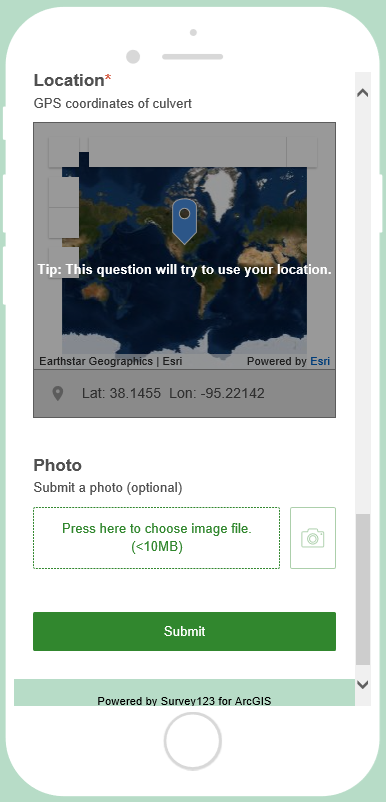 Location*
GPS coordinates of culvert
Tip: This question will try to use your location.
Earthstar Geographics | Esri Powered by Esri
Lat: 38.1455 Lon: -95.22142
Photo
Submit a photo (optional)
Press here to choose image file.
(<10MB)
Submit
Powered by Survey123 for ArcGIS